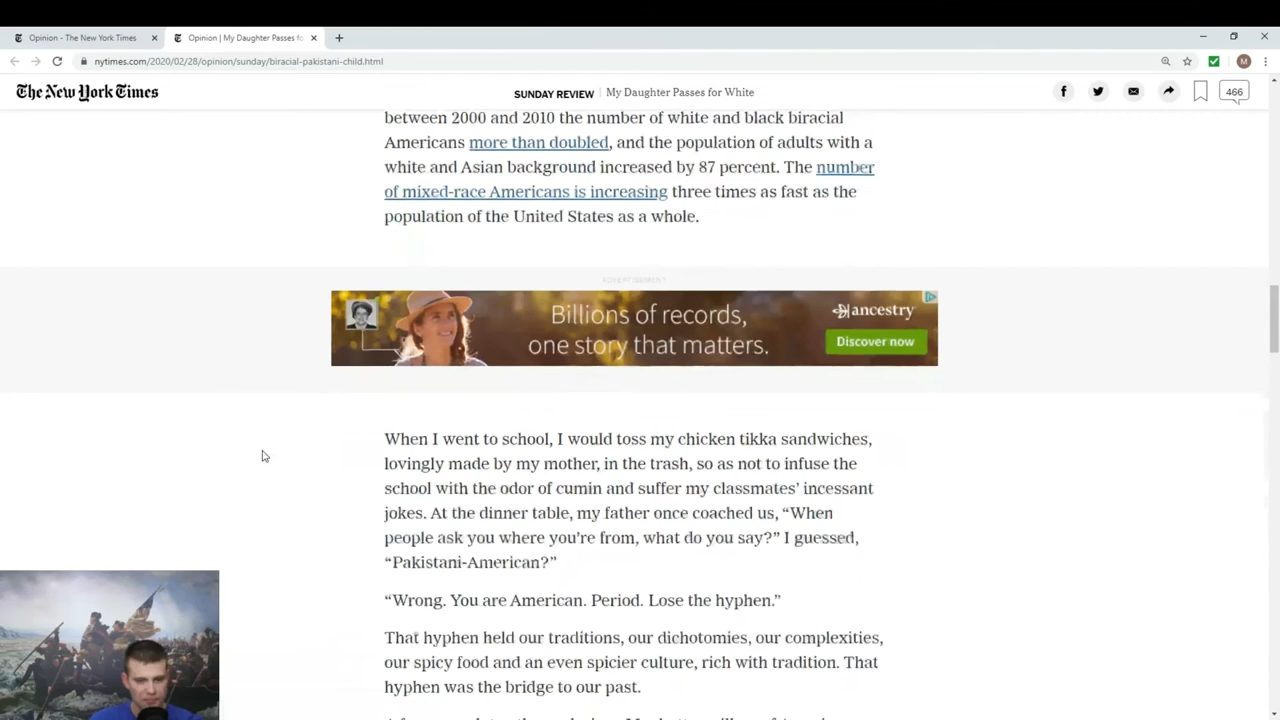 Opinion - The New York Times
Opinion | My Daughter Passes fo
nytimes.com/2020/02/28/opinion/sunday/biracial-pakistani-child.html
M
The New York Times
SUNDAY REVIEW | My Daughter Passes for White
466
between 2000 and 2010 the number of white and black biracial
Americans more than doubled, and the population of adults with a
white and Asian background increased by 87 percent. The number
of mixed-race Americans is increasing three times as fast as the
population of the United States as a whole.
ADVERTISEMENT
Billions of records,
one story that matters.
ancestry
Discover now
When I went to school, I would toss my chicken tikka sandwiches,
lovingly made by my mother, in the trash, so as not to infuse the
school with the odor of cumin and suffer my classmates’ incessant
jokes. At the dinner table, my father once coached us, “When
people ask you where you’re from, what do you say?” I guessed,
“Pakistani-American?”
“Wrong. You are American. Period. Lose the hyphen.”
That hyphen held our traditions, our dichotomies, our complexities,
our spicy food and an even spicier culture, rich with tradition. That
hyphen was the bridge to our past.